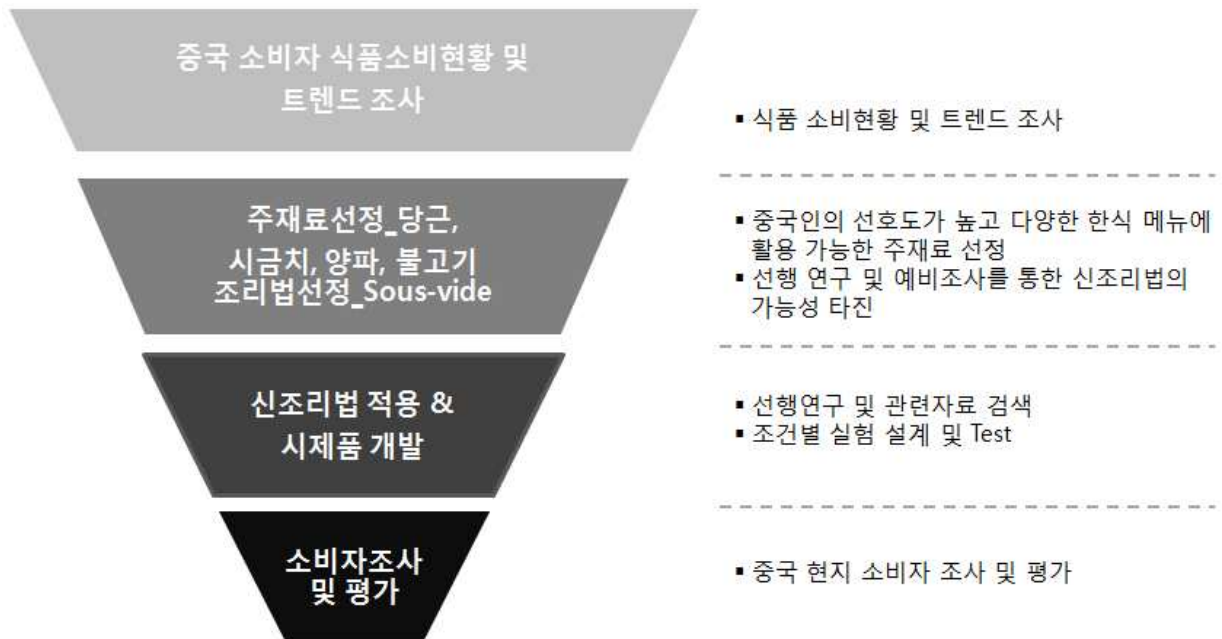 중국 소비자 식품소비현황 및
트렌드 조사
▪ 식품 소비현황 및 트렌드 조사
주재료선정_당근,
시금치, 양파, 불고기
조리법선정_Sous-vide
▪ 중국인의 선호도가 높고 다양한 한식 메뉴에
활용 가능한 주재료 선정
▪ 선행 연구 및 예비조사를 통한 신조리법의
가능성 타진
신조리법 적용 &
시제품 개발
▪ 선행연구 및 관련자료 검색
▪ 조건별 실험 설계 및 Test
소비자조사
및 평가
▪ 중국 현지 소비자 조사 및 평가